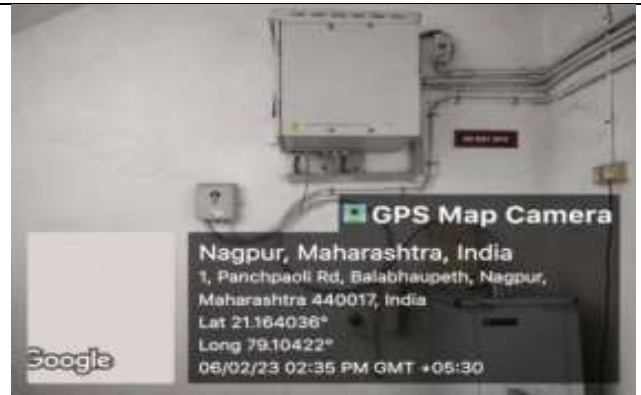 GPS Map Camera
Nagpur, Maharashtra, India
1, Panchpaoli Rd, Balabhaupeth, Nagpur,
Maharashtra 440017, India
Lat 21.164036°
Long 79.10422°
06/02/23 02:35 PM GMT +05:30
Google